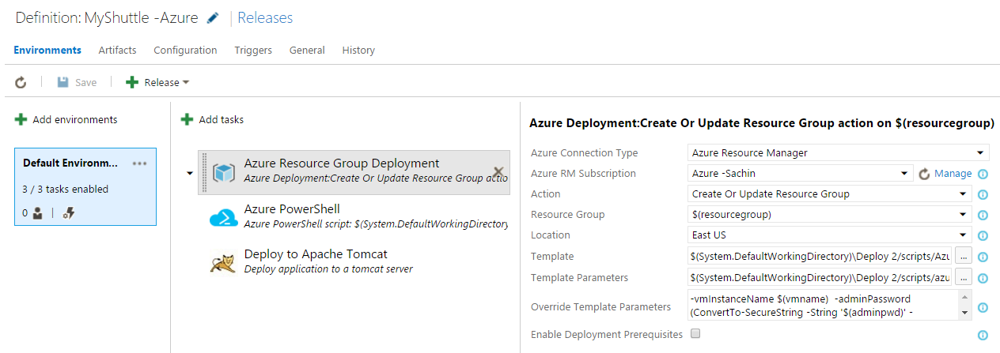 Definition: MyShuttle -Azure | Releases
Environments Artifacts Configuration Triggers General History
Save Release
Add environments
Default Environm... ...
3 / 3 tasks enabled
0
Add tasks
Azure Resource Group Deployment
Azure Deployment:Create Or Update Resource Group actio
Azure PowerShell
Azure PowerShell script: $(System.DefaultWorkingDirectory
Deploy to Apache Tomcat
Deploy application to a tomcat server
Azure Deployment:Create Or Update Resource Group action on $(resourcegroup)
Azure Connection Type Azure Resource Manager
Azure RM Subscription Azure -Sachin Manage
Action Create Or Update Resource Group
Resource Group $(resourcegroup)
Location East US
Template $(System.DefaultWorkingDirectory)\Deploy 2/scripts/Azu ...
Template Parameters $(System.DefaultWorkingDirectory)\Deploy 2/scripts/azu ...
Override Template Parameters -vmInstanceName $(vmname) -adminPassword
(ConvertTo-SecureString -String '$(adminpwd)' -
Enable Deployment Prerequisites